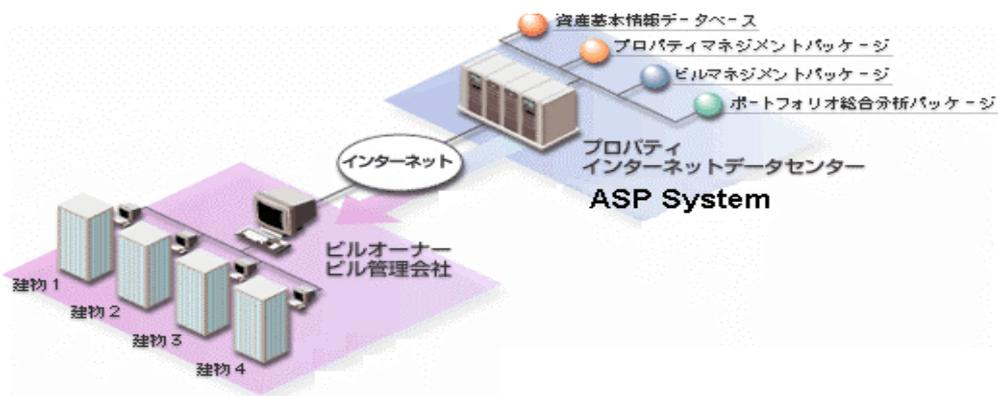 資産基本情報データベース
プロパティマネジメントパッケージ
ビルマネジメントパッケージ
ポートフォリオ総合分析パッケージ
プロパティ
インターネットデータセンター
ASP System
インターネット
ビルオーナー
ビル管理会社
建物1
建物2
建物3
建物4